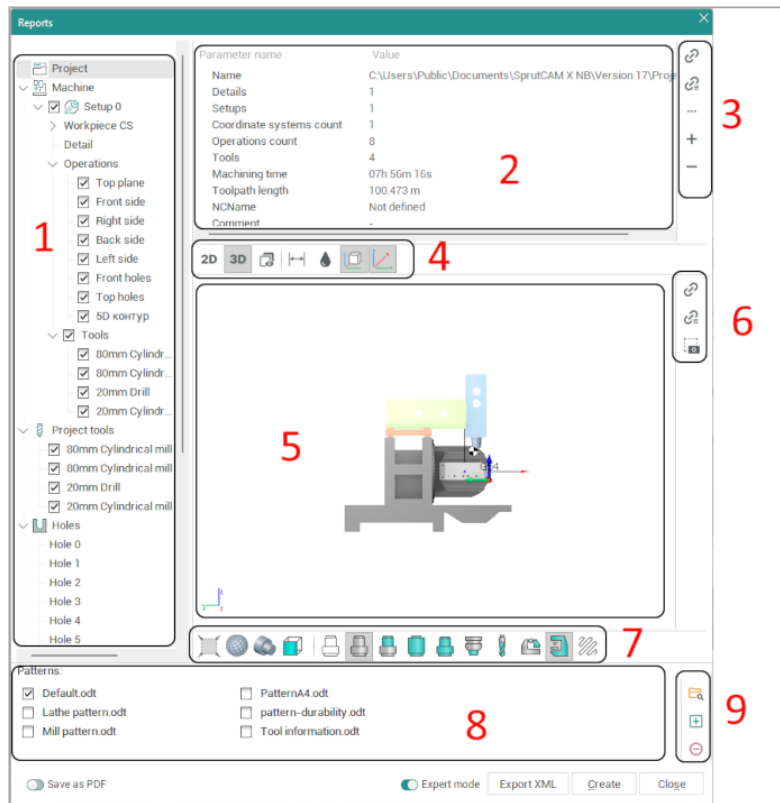 Reports
Project
Machine
Setup 0
Workpiece CS
Detail
Operations
Top plane
Front side
Right side
Back side
Left side
Front holes
Top holes
5D контур
Tools
80mm Cylindr...
80mm Cylindr...
20mm Drill
20mm Cylindr...
Project tools
80mm Cylindrical mill
80mm Cylindrical mill
20mm Drill
20mm Cylindrical mill
Holes
Hole 0
Hole 1
Hole 2
Hole 3
Hole 4
Hole 5
1
Parameter name Value
Name C:\Users\Public\Documents\SprutCAM X NB\Version 17\Proje
Details 1
Setups 1
Coordinate systems count 1
Operations count 8
Tools 4
Machining time 07h 56m 16s
Toolpath length 100.473 m
NCName Not defined
Comment -
2
3
2D 3D
4
5
6
7
Patterns:
Default.odt PatternA4.odt
Lathe pattern.odt pattern-durability.odt
Mill pattern.odt Tool information.odt
8
9
Save as PDF Expert mode Export XML Create Close